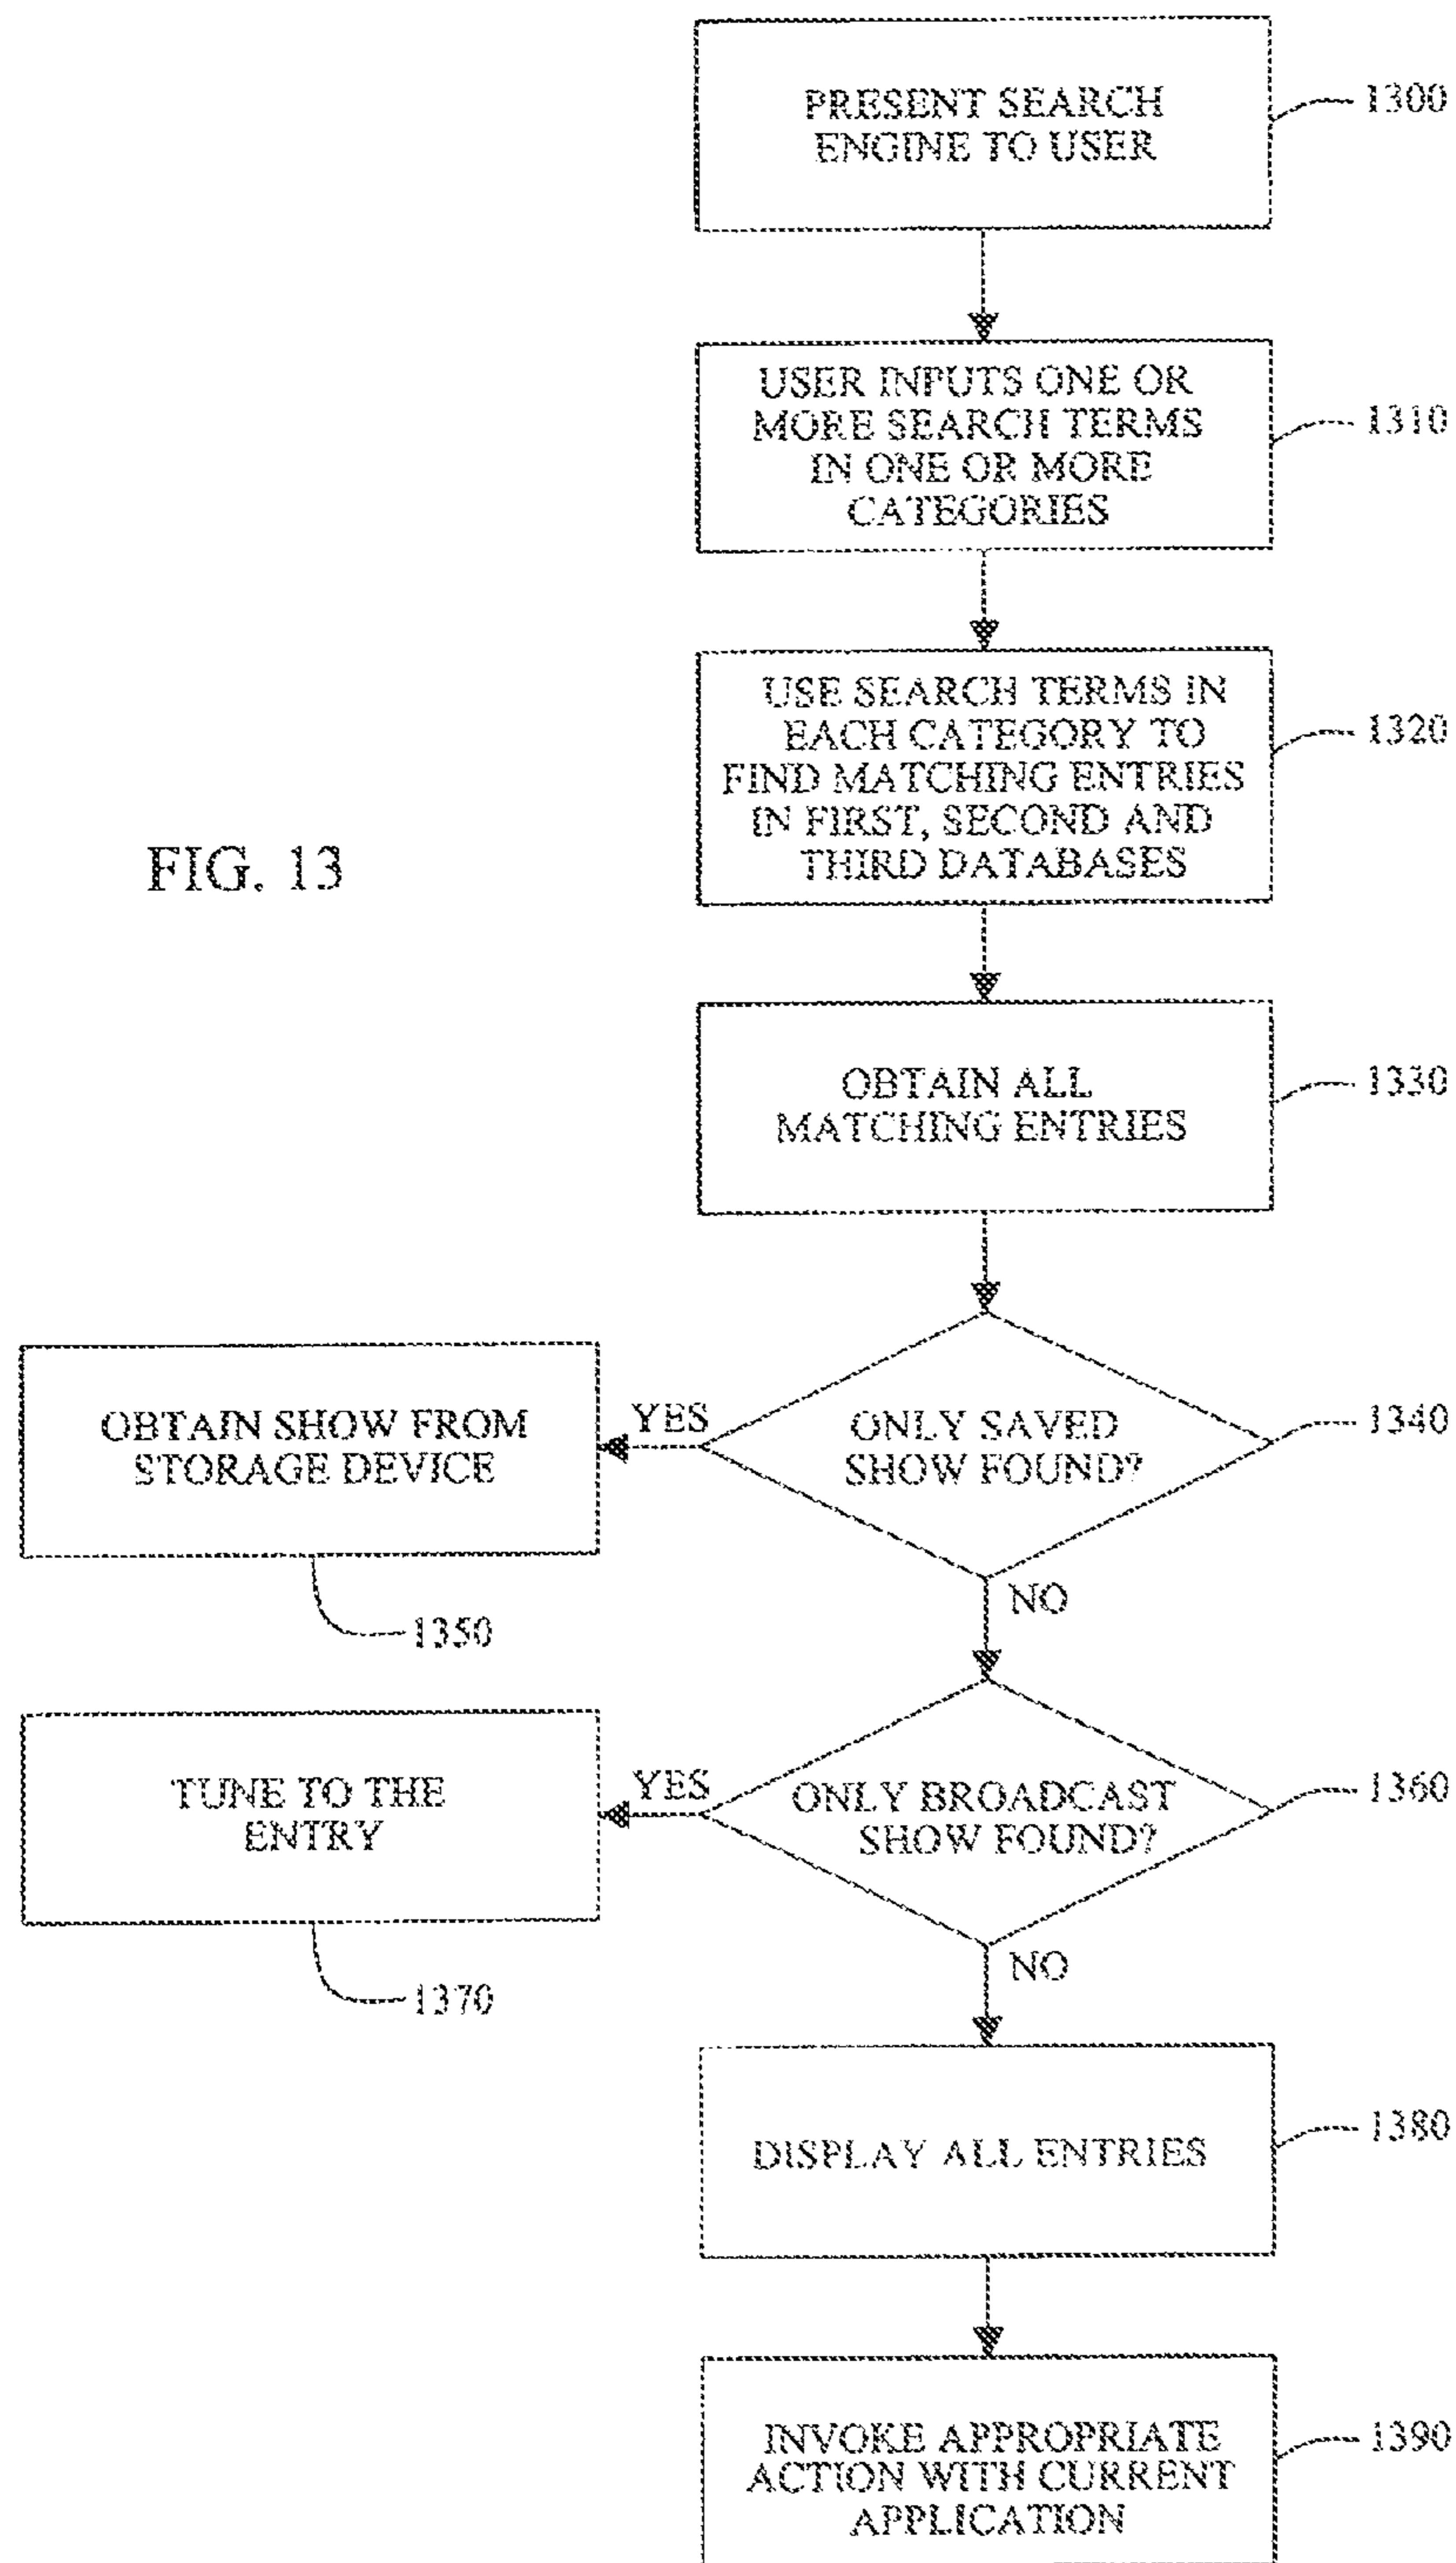 PRESENT SEARCH
ENGINE TO USER
1300
USER INPUTS ONE OR
MORE SEARCH TERMS
IN ONE OR MORE
CATEGORIES
1310
USE SEARCH TERMS IN
EACH CATEGORY TO
FIND MATCHING ENTRIES
IN FIRST, SECOND AND
THIRD DATABASES
1320
FIG. 13
OBTAIN ALL
MATCHING ENTRIES
1330
ONLY SAVED
SHOW FOUND?
1340
YES
OBTAIN SHOW FROM
STORAGE DEVICE
1350
NO
ONLY BROADCAST
SHOW FOUND?
1360
YES
TUNE TO THE
ENTRY
1370
NO
DISPLAY ALL ENTRIES
1380
INVOKE APPROPRIATE
ACTION WITH CURRENT
APPLICATION
1390